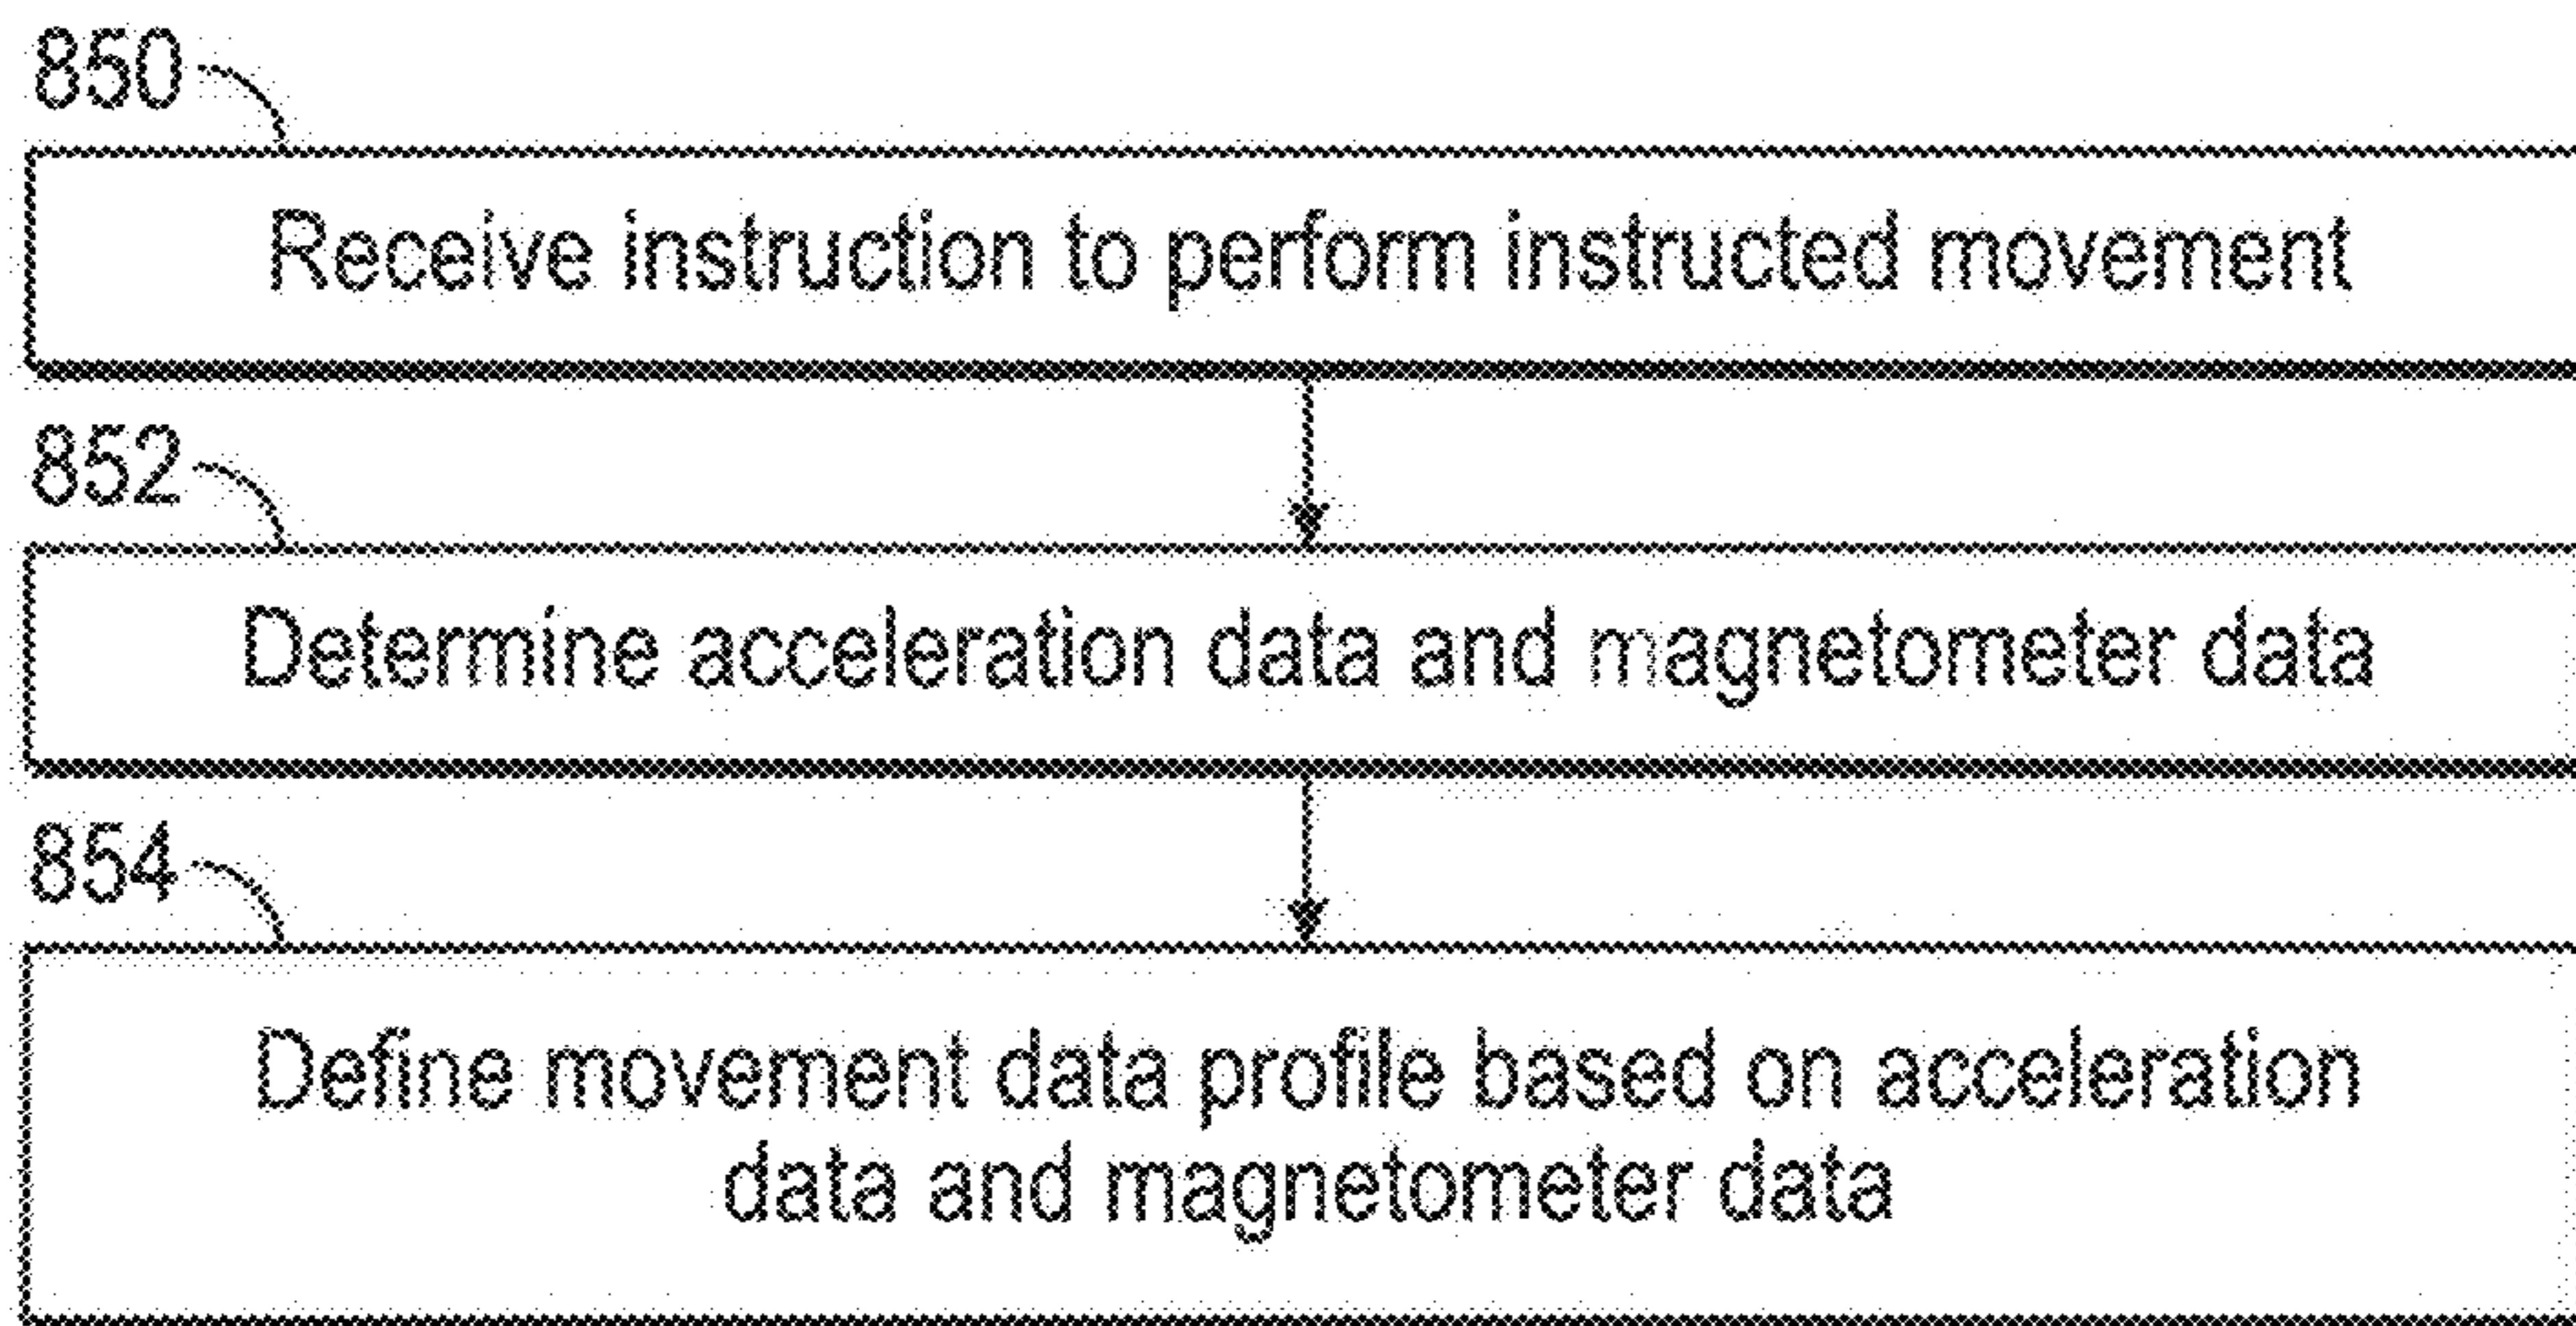 850
Receive instruction to perform instructed movement
852
Determine acceleration data and magnetometer data
854
Define movement data profile based on acceleration
data and magnetometer data